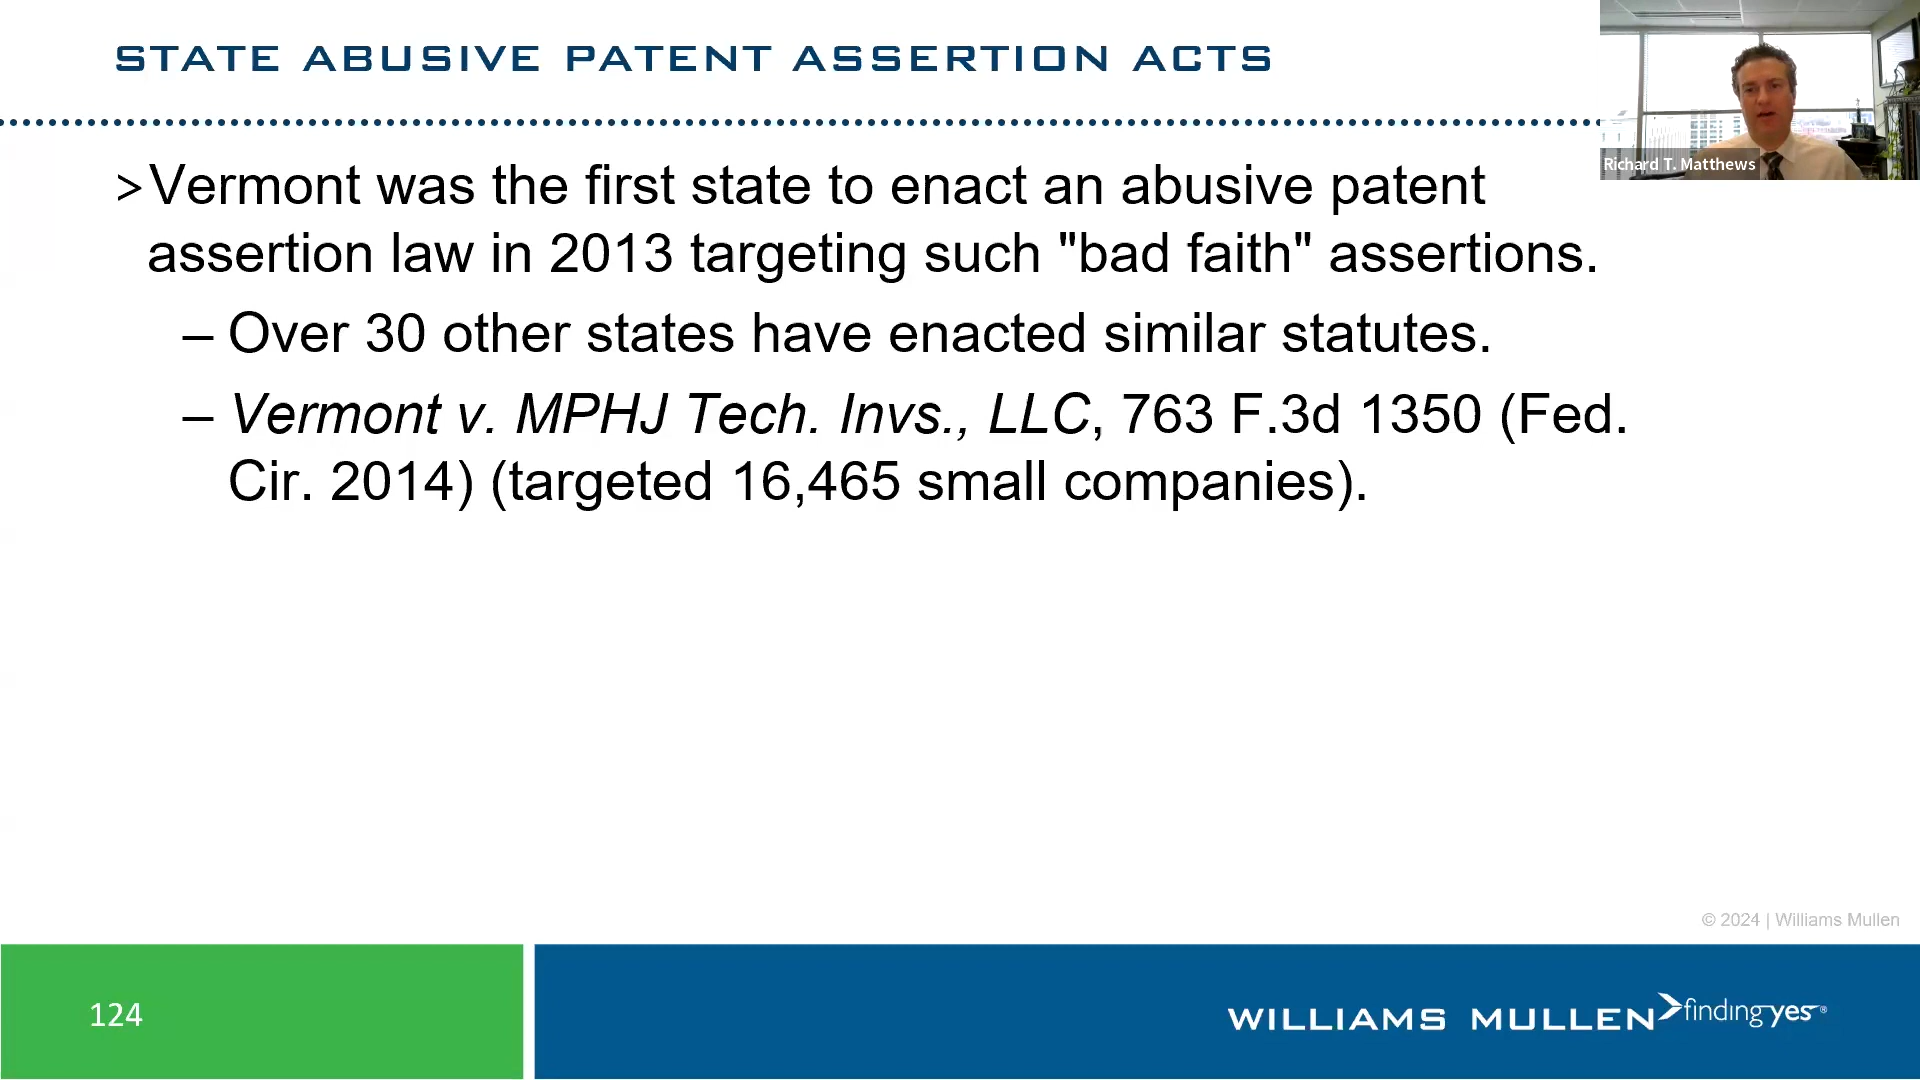 STATE ABUSIVE PATENT ASSERTION ACTS
Richard T. Matthews
>Vermont was the first state to enact an abusive patent
assertion law in 2013 targeting such "bad faith" assertions.
– Over 30 other states have enacted similar statutes.
– Vermont v. MPHJ Tech. Invs., LLC, 763 F.3d 1350 (Fed.
Cir. 2014) (targeted 16,465 small companies).
© 2024 | Williams Mullen
124
WILLIAMS MULLEN finding yes®